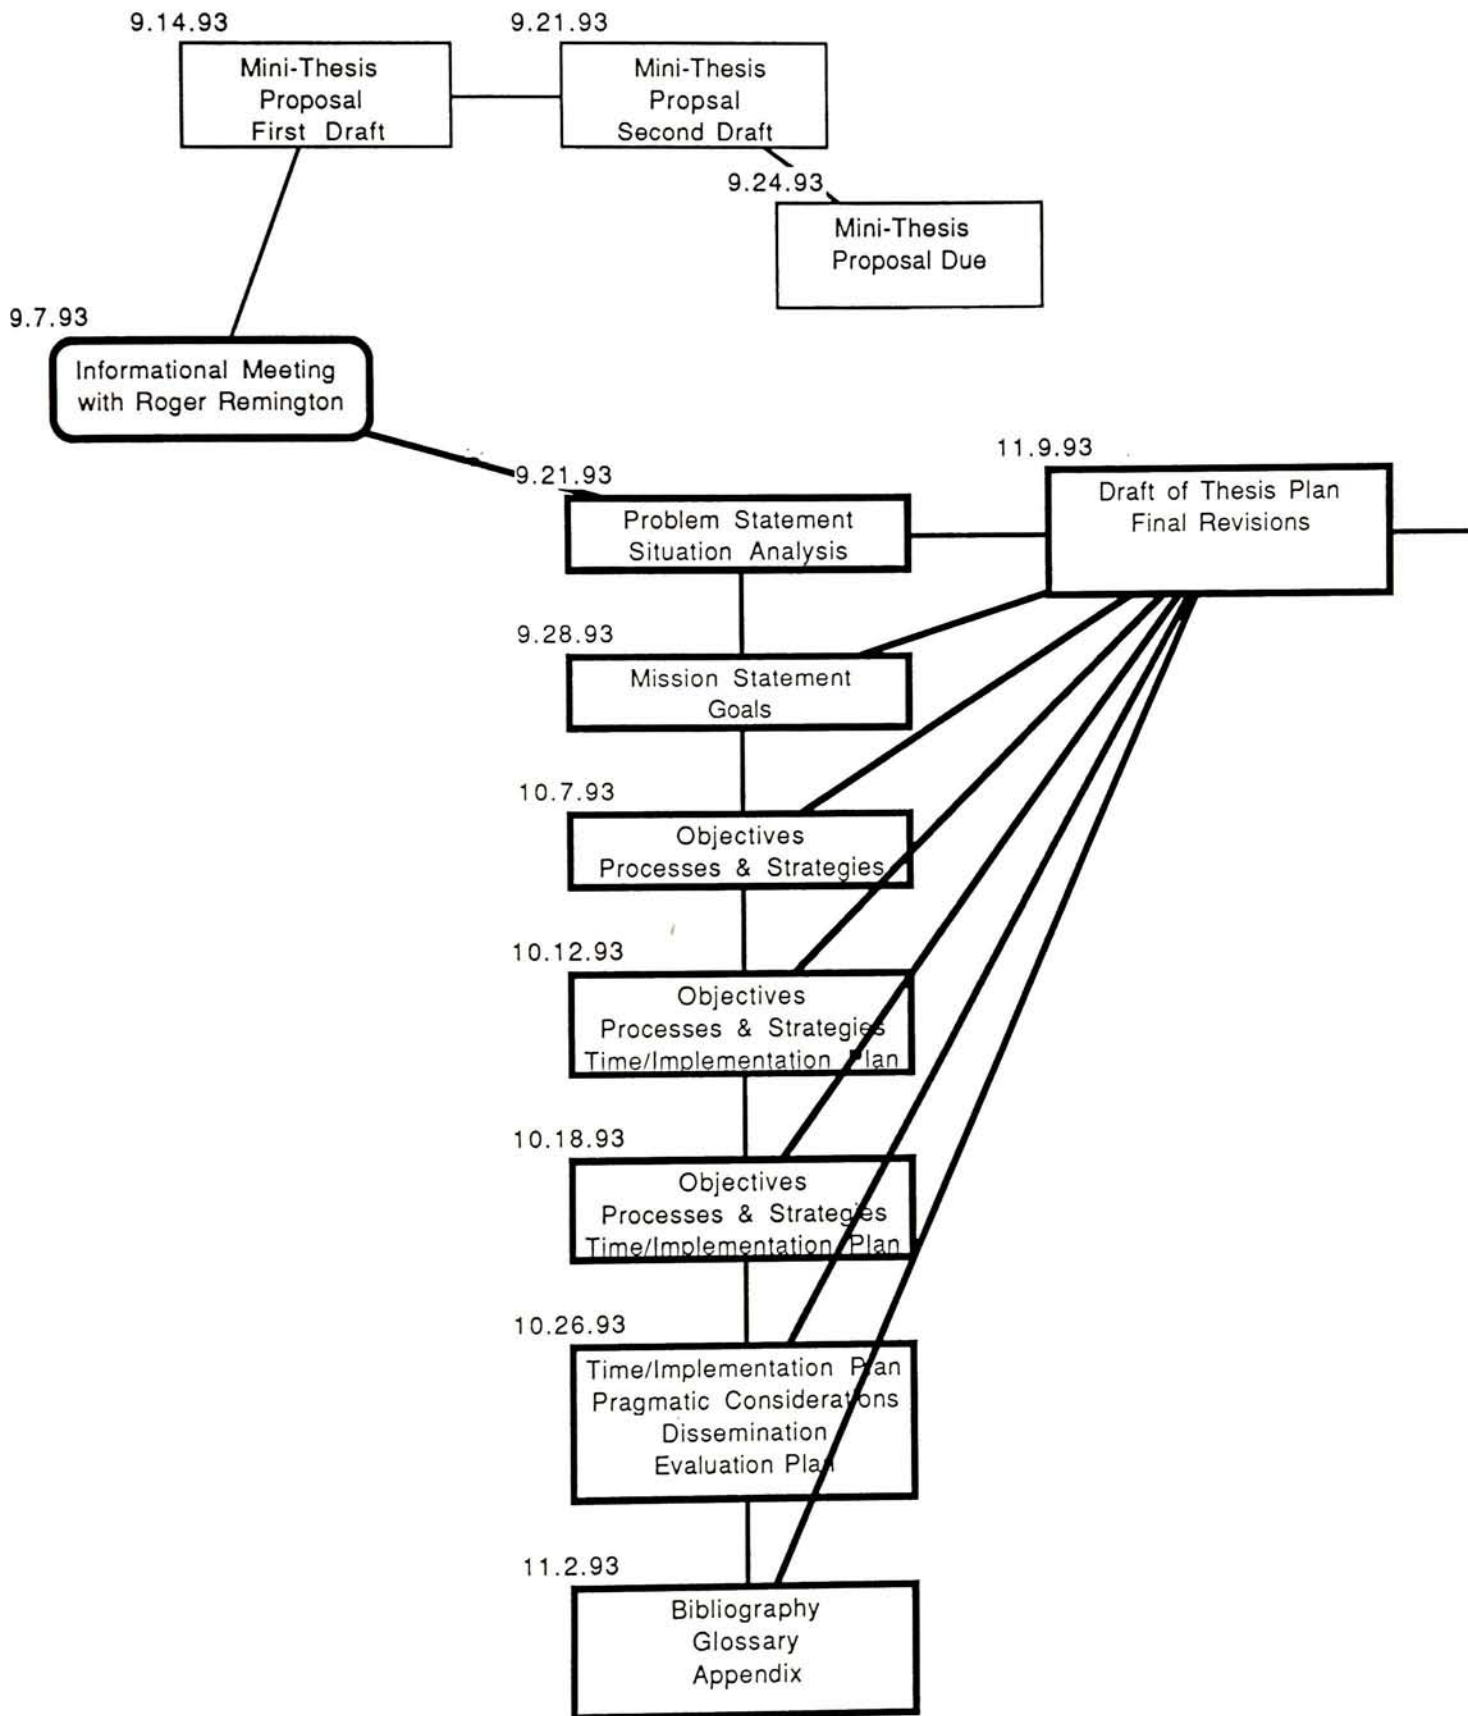 9.14.93
Mini-Thesis
Proposal
First Draft
9.21.93
Mini-Thesis
Propsal
Second Draft
9.24.93
Mini-Thesis
Proposal Due
9.7.93
Informational Meeting
with Roger Remington
9.21.93
Problem Statement
Situation Analysis
11.9.93
Draft of Thesis Plan
Final Revisions
9.28.93
Mission Statement
Goals
10.7.93
Objectives
Processes & Strategies
10.12.93
Objectives
Processes & Strategies
Time/Implementation Plan
10.18.93
Objectives
Processes & Strategies
Time/Implementation Plan
10.26.93
Time/Implementation Plan
Pragmatic Considerations
Dissemination
Evaluation Plan
11.2.93
Bibliography
Glossary
Appendix